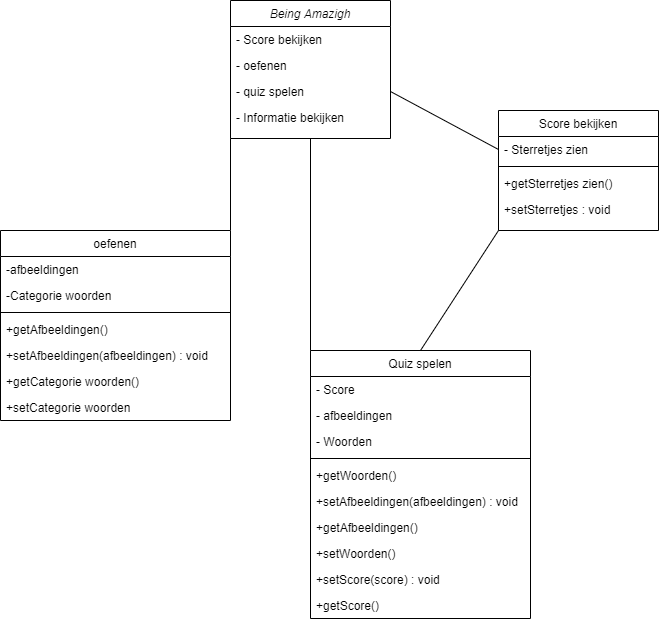 Being Amazigh
- Score bekijken
- oefenen
- quiz spelen
- Informatie bekijken
Score bekijken
- Sterretjes zien
+getSterretjes zien()
+setSterretjes : void
oefenen
-afbeeldingen
-Categorie woorden
+getAfbeeldingen()
+setAfbeeldingen(afbeeldingen) : void
+getCategorie woorden()
+setCategorie woorden
Quiz spelen
- Score
- afbeeldingen
- Woorden
+getWoorden()
+setAfbeeldingen(afbeeldingen) : void
+getAfbeeldingen()
+setWoorden()
+setScore(score) : void
+getScore()